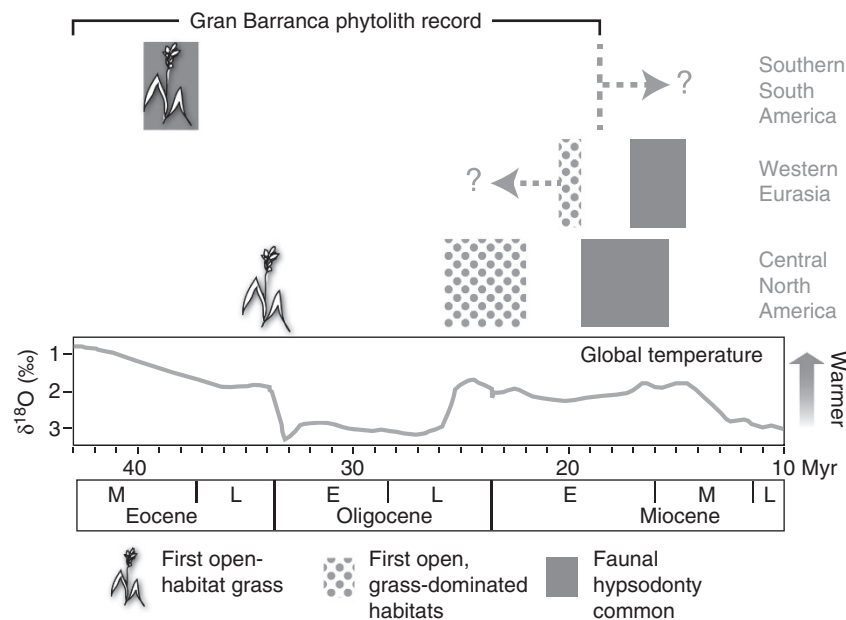 Gran Barranca phytolith record
?
Southern
South
America
?
Western
Eurasia
Central
North
America
δ18O (‰)
1
2
3
Global temperature
Warmer
40
30
20
10 Myr
M
L
E
L
E
M
L
Eocene
Oligocene
Miocene
First open-
habitat grass
First open,
grass-dominated
habitats
Faunal
hypsodonty
common